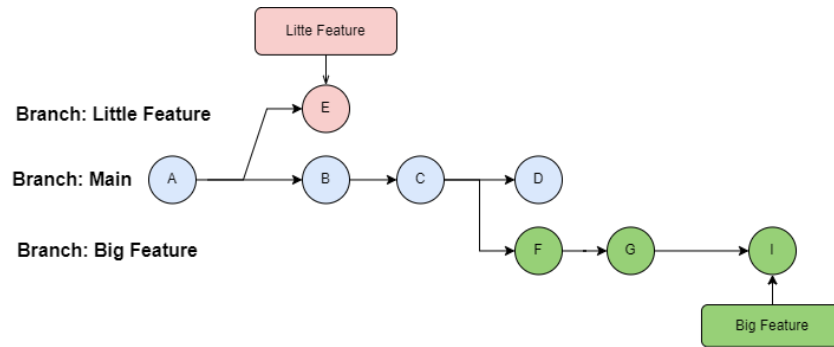 Litte Feature
E
Branch: Little Feature
Branch: Main
A
B
C
D
Branch: Big Feature
F
G
I
Big Feature